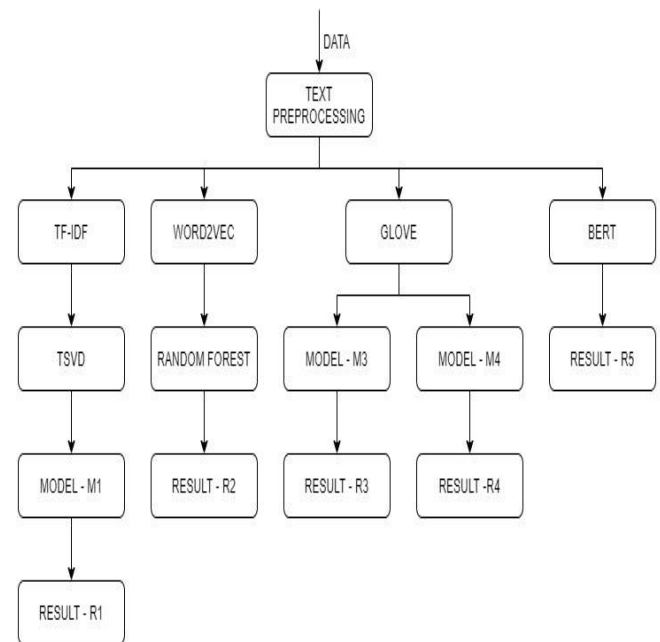 DATA
TEXT
PREPROCESSING
TF-IDF
WORD2VEC
GLOVE
BERT
TSVD
RANDOM FOREST
MODEL - M3
MODEL - M4
RESULT - R5
MODEL - M1
RESULT - R2
RESULT - R3
RESULT -R4
RESULT - R1